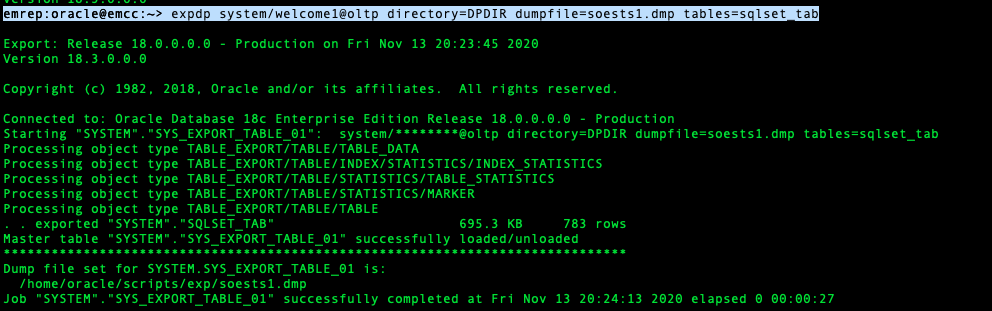 emrep:oracle@emcc:~> expdp system/welcome1@oltp directory=DPDIR dumpfile=soests1.dmp tables=sqlset_tab
Export: Release 18.0.0.0.0 - Production on Fri Nov 13 20:23:45 2020
Version 18.3.0.0.0
Copyright (c) 1982, 2018, Oracle and/or its affiliates.  All rights reserved.
Connected to: Oracle Database 18c Enterprise Edition Release 18.0.0.0.0 - Production
Starting "SYSTEM"."SYS_EXPORT_TABLE_01":  system/********@oltp directory=DPDIR dumpfile=soests1.dmp tables=sqlset_tab
Processing object type TABLE_EXPORT/TABLE/TABLE_DATA
Processing object type TABLE_EXPORT/TABLE/INDEX/STATISTICS/INDEX_STATISTICS
Processing object type TABLE_EXPORT/TABLE/STATISTICS/TABLE_STATISTICS
Processing object type TABLE_EXPORT/TABLE/STATISTICS/MARKER
Processing object type TABLE_EXPORT/TABLE/TABLE
. . exported "SYSTEM"."SQLSET_TAB"                       695.3 KB     783 rows
Master table "SYSTEM"."SYS_EXPORT_TABLE_01" successfully loaded/unloaded
******************************************************************************
Dump file set for SYSTEM.SYS_EXPORT_TABLE_01 is:
  /home/oracle/scripts/exp/soests1.dmp
Job "SYSTEM"."SYS_EXPORT_TABLE_01" successfully completed at Fri Nov 13 20:24:13 2020 elapsed 0 00:00:27